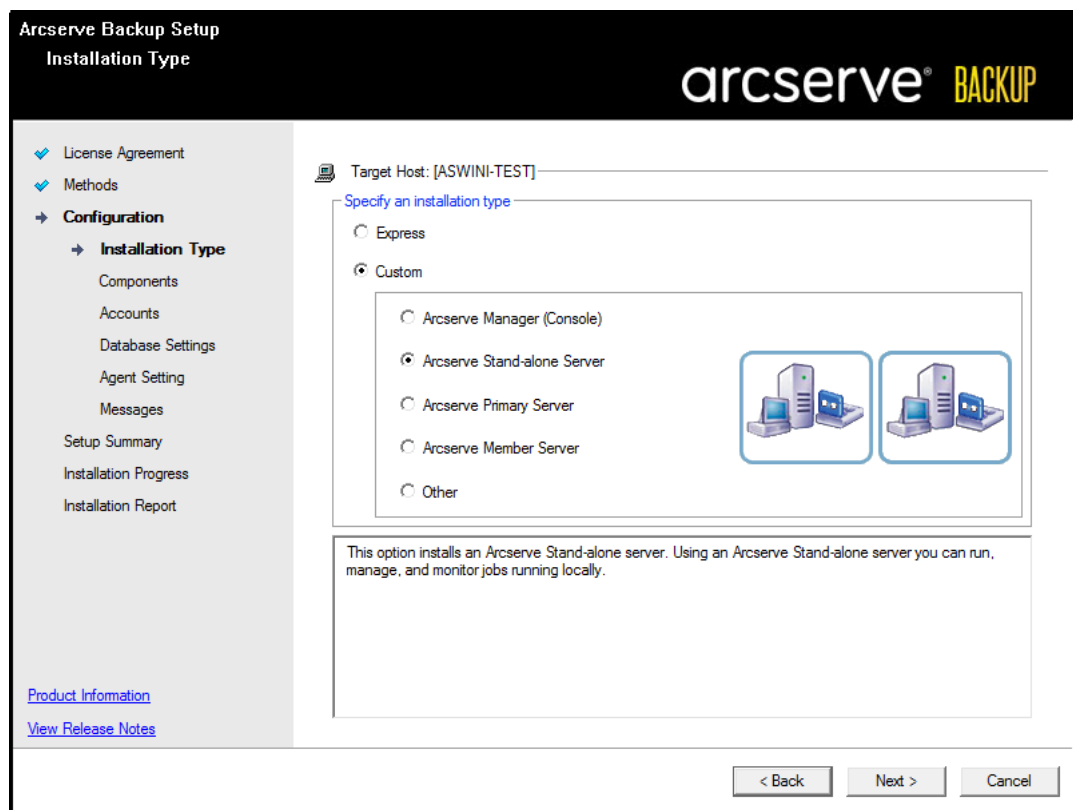 Arcserve Backup Setup
Installation Type
arcserve® BACKUP
License Agreement
Methods
Configuration
Installation Type
Components
Accounts
Database Settings
Agent Setting
Messages
Setup Summary
Installation Progress
Installation Report
Product Information
View Release Notes
Target Host: [ASWINI-TEST]
Specify an installation type
Express
Custom
Arcserve Manager (Console)
Arcserve Stand-alone Server
Arcserve Primary Server
Arcserve Member Server
Other
This option installs an Arcserve Stand-alone server. Using an Arcserve Stand-alone server you can run,
manage, and monitor jobs running locally.
< Back
Next >
Cancel